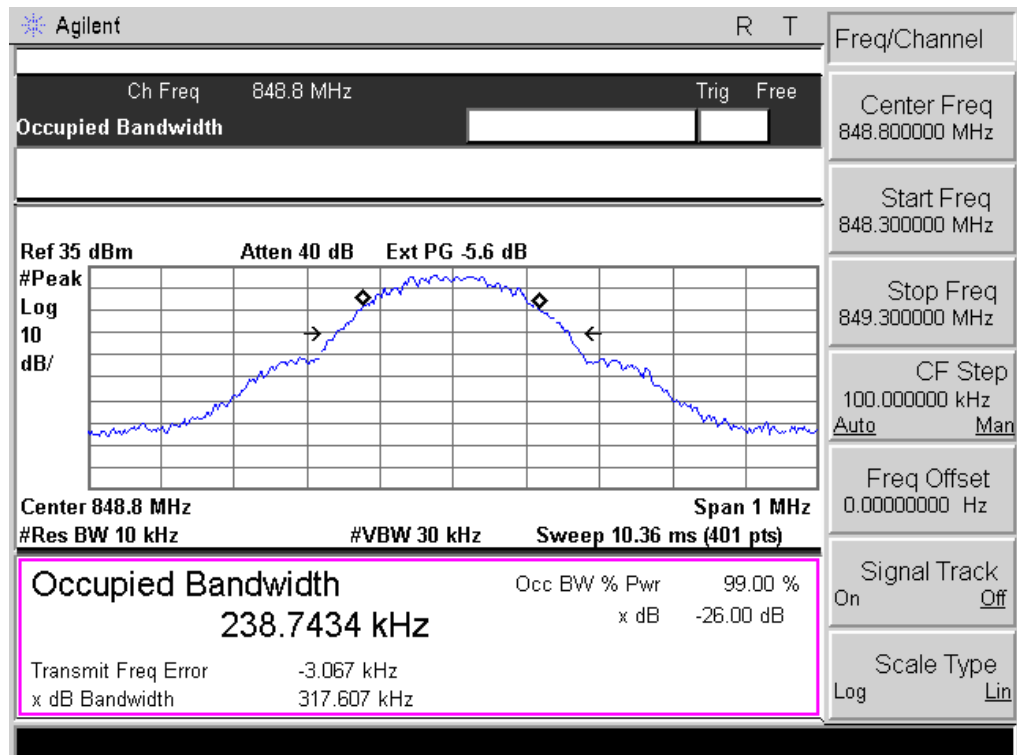 Agilent R T
Ch Freq 848.8 MHz Trig Free
Occupied Bandwidth
Ref 35 dBm Atten 40 dB Ext PG -5.6 dB
#Peak
Log
10
dB/
Center 848.8 MHz Span 1 MHz
#Res BW 10 kHz #VBW 30 kHz Sweep 10.36 ms (401 pts)
Occupied Bandwidth
238.7434 kHz
Occ BW % Pwr 99.00 %
x dB -26.00 dB
Transmit Freq Error -3.067 kHz
x dB Bandwidth 317.607 kHz
Freq/Channel
Center Freq
848.800000 MHz
Start Freq
848.300000 MHz
Stop Freq
849.300000 MHz
CF Step
100.000000 kHz
Auto Man
Freq Offset
0.00000000 Hz
Signal Track
On Off
Scale Type
Log Lin